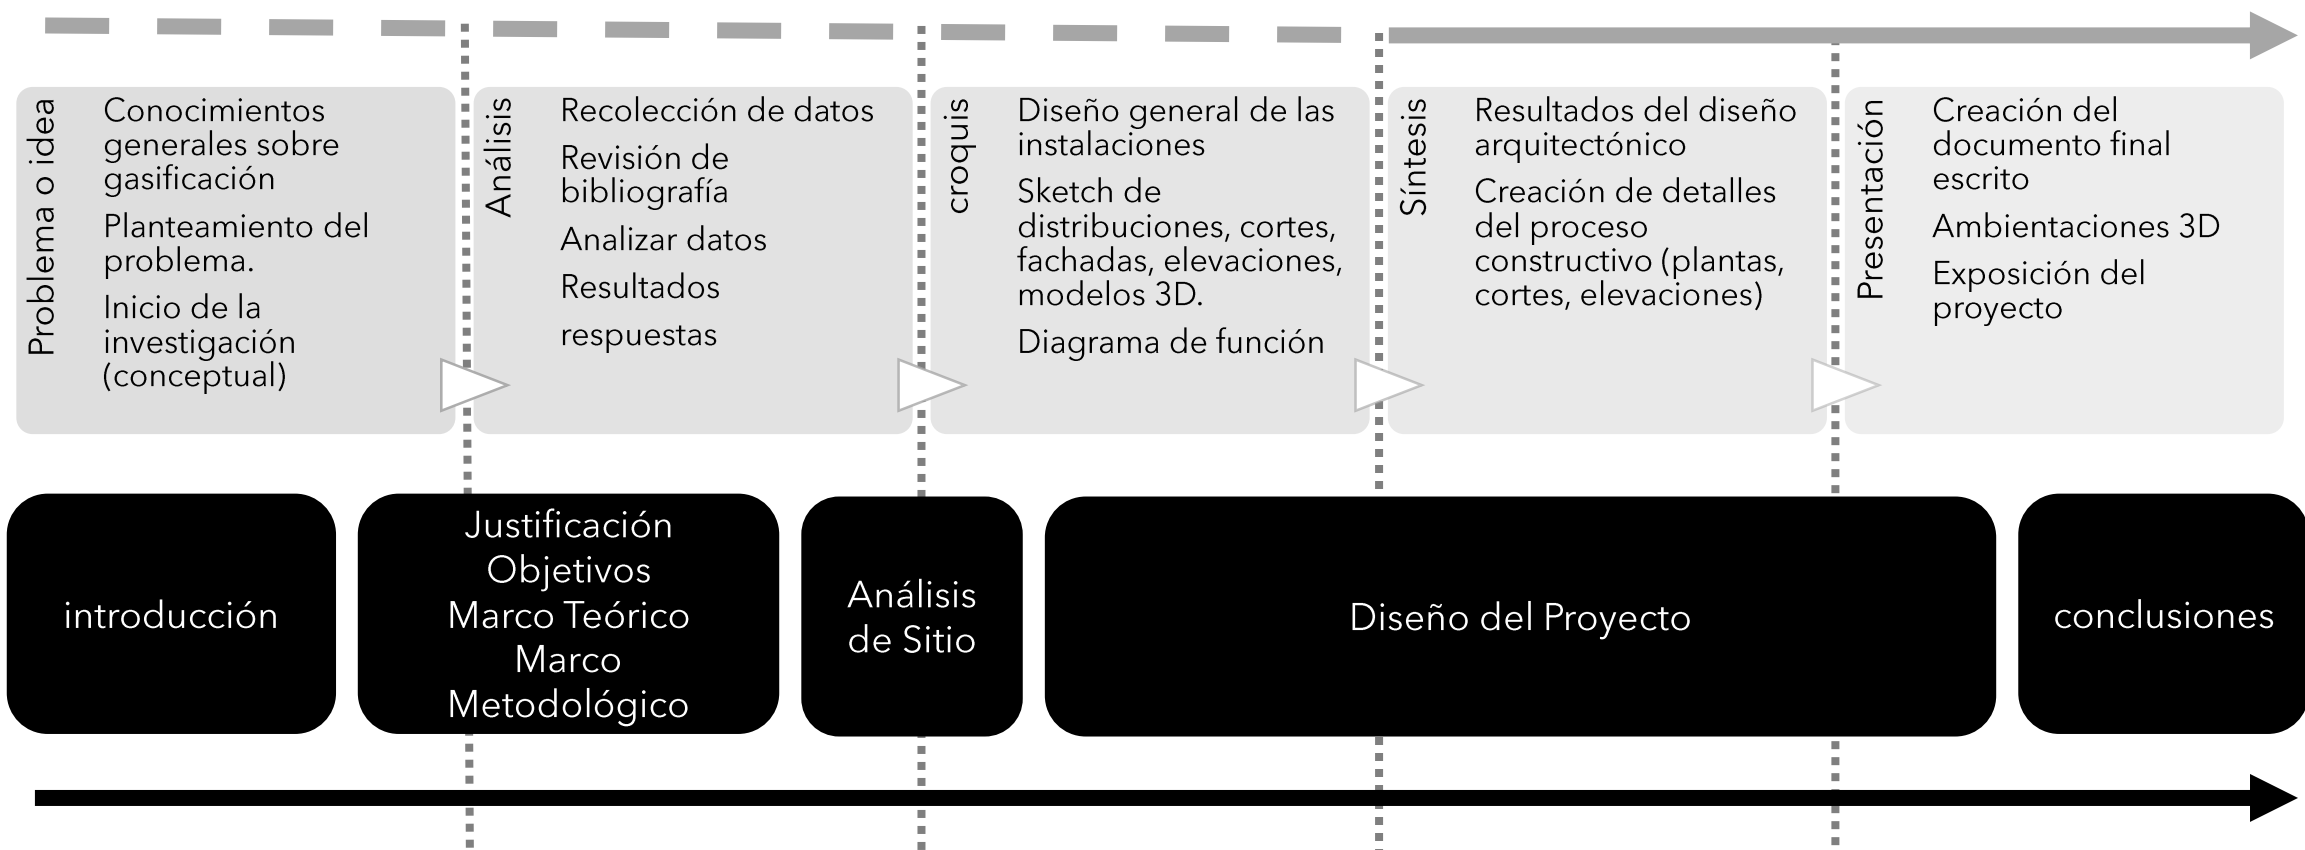 Problema o idea
Conocimientos
generales sobre
gasificación
Planteamiento del
problema.
Inicio de la
investigación
(conceptual)
Análisis
Recolección de datos
Revisión de
bibliografía
Analizar datos
Resultados
respuestas
croquis
Diseño general de las
instalaciones
Sketch de
distribuciones, cortes,
fachadas, elevaciones,
modelos 3D.
Diagrama de función
Síntesis
Resultados del diseño
arquitectónico
Creación de detalles
del proceso
constructivo (plantas,
cortes, elevaciones)
Presentación
Creación del
documento final
escrito
Ambientaciones 3D
Exposición del
proyecto
introducción
Justificación
Objetivos
Marco Teórico
Marco
Metodológico
Análisis
de Sitio
Diseño del Proyecto
conclusiones